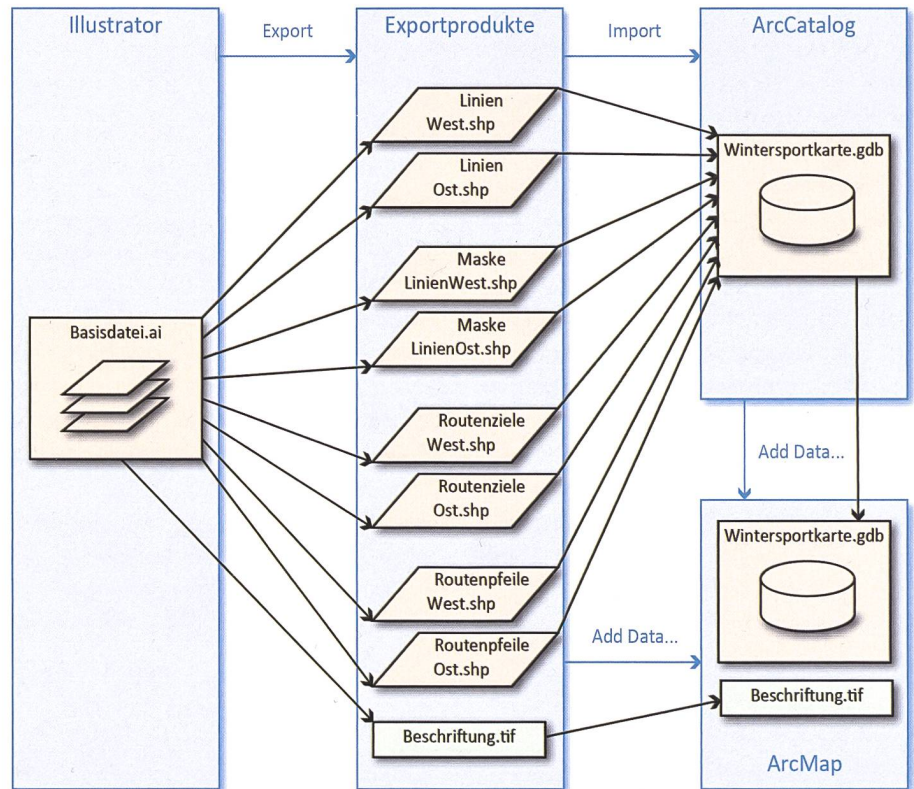 Illustrator
Export
Exportprodukte
Import
ArcCatalog
Linien
West.shp
Linien
Ost.shp
Maske
LinienWest.shp
Maske
LinienOst.shp
Routenziele
West.shp
Routenziele
Ost.shp
Routenpfeile
West.shp
Routenpfeile
Ost.shp
Beschriftung.tif
Basisdatei.ai
Wintersportkarte.gdb
Add Data...
Wintersportkarte.gdb
Add Data...
Beschriftung.tif
ArcMap